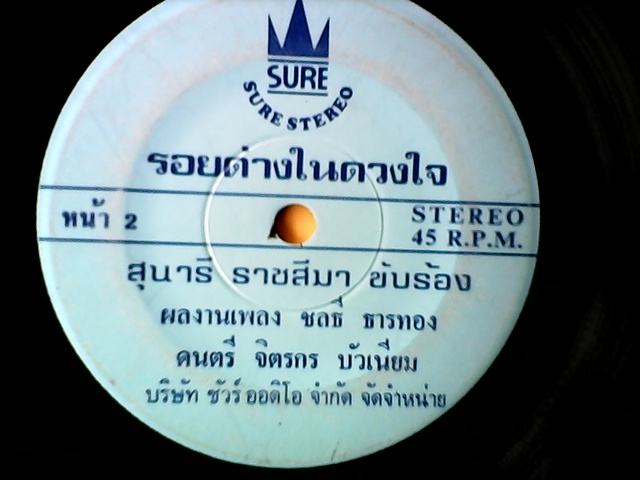 SURE
SURE STEREO
รอยด่างในดวงใจ
หน้า 2
STEREO
45 R.P.M.
สุนารี ราชสีมา ขับร้อง
ผลงานเพลง ชลธี ธารทอง
ดนตรี จิตรกร บัวเนียม
บริษัท ชัวร์ออดิโอ จำกัด จัดจำหน่าย